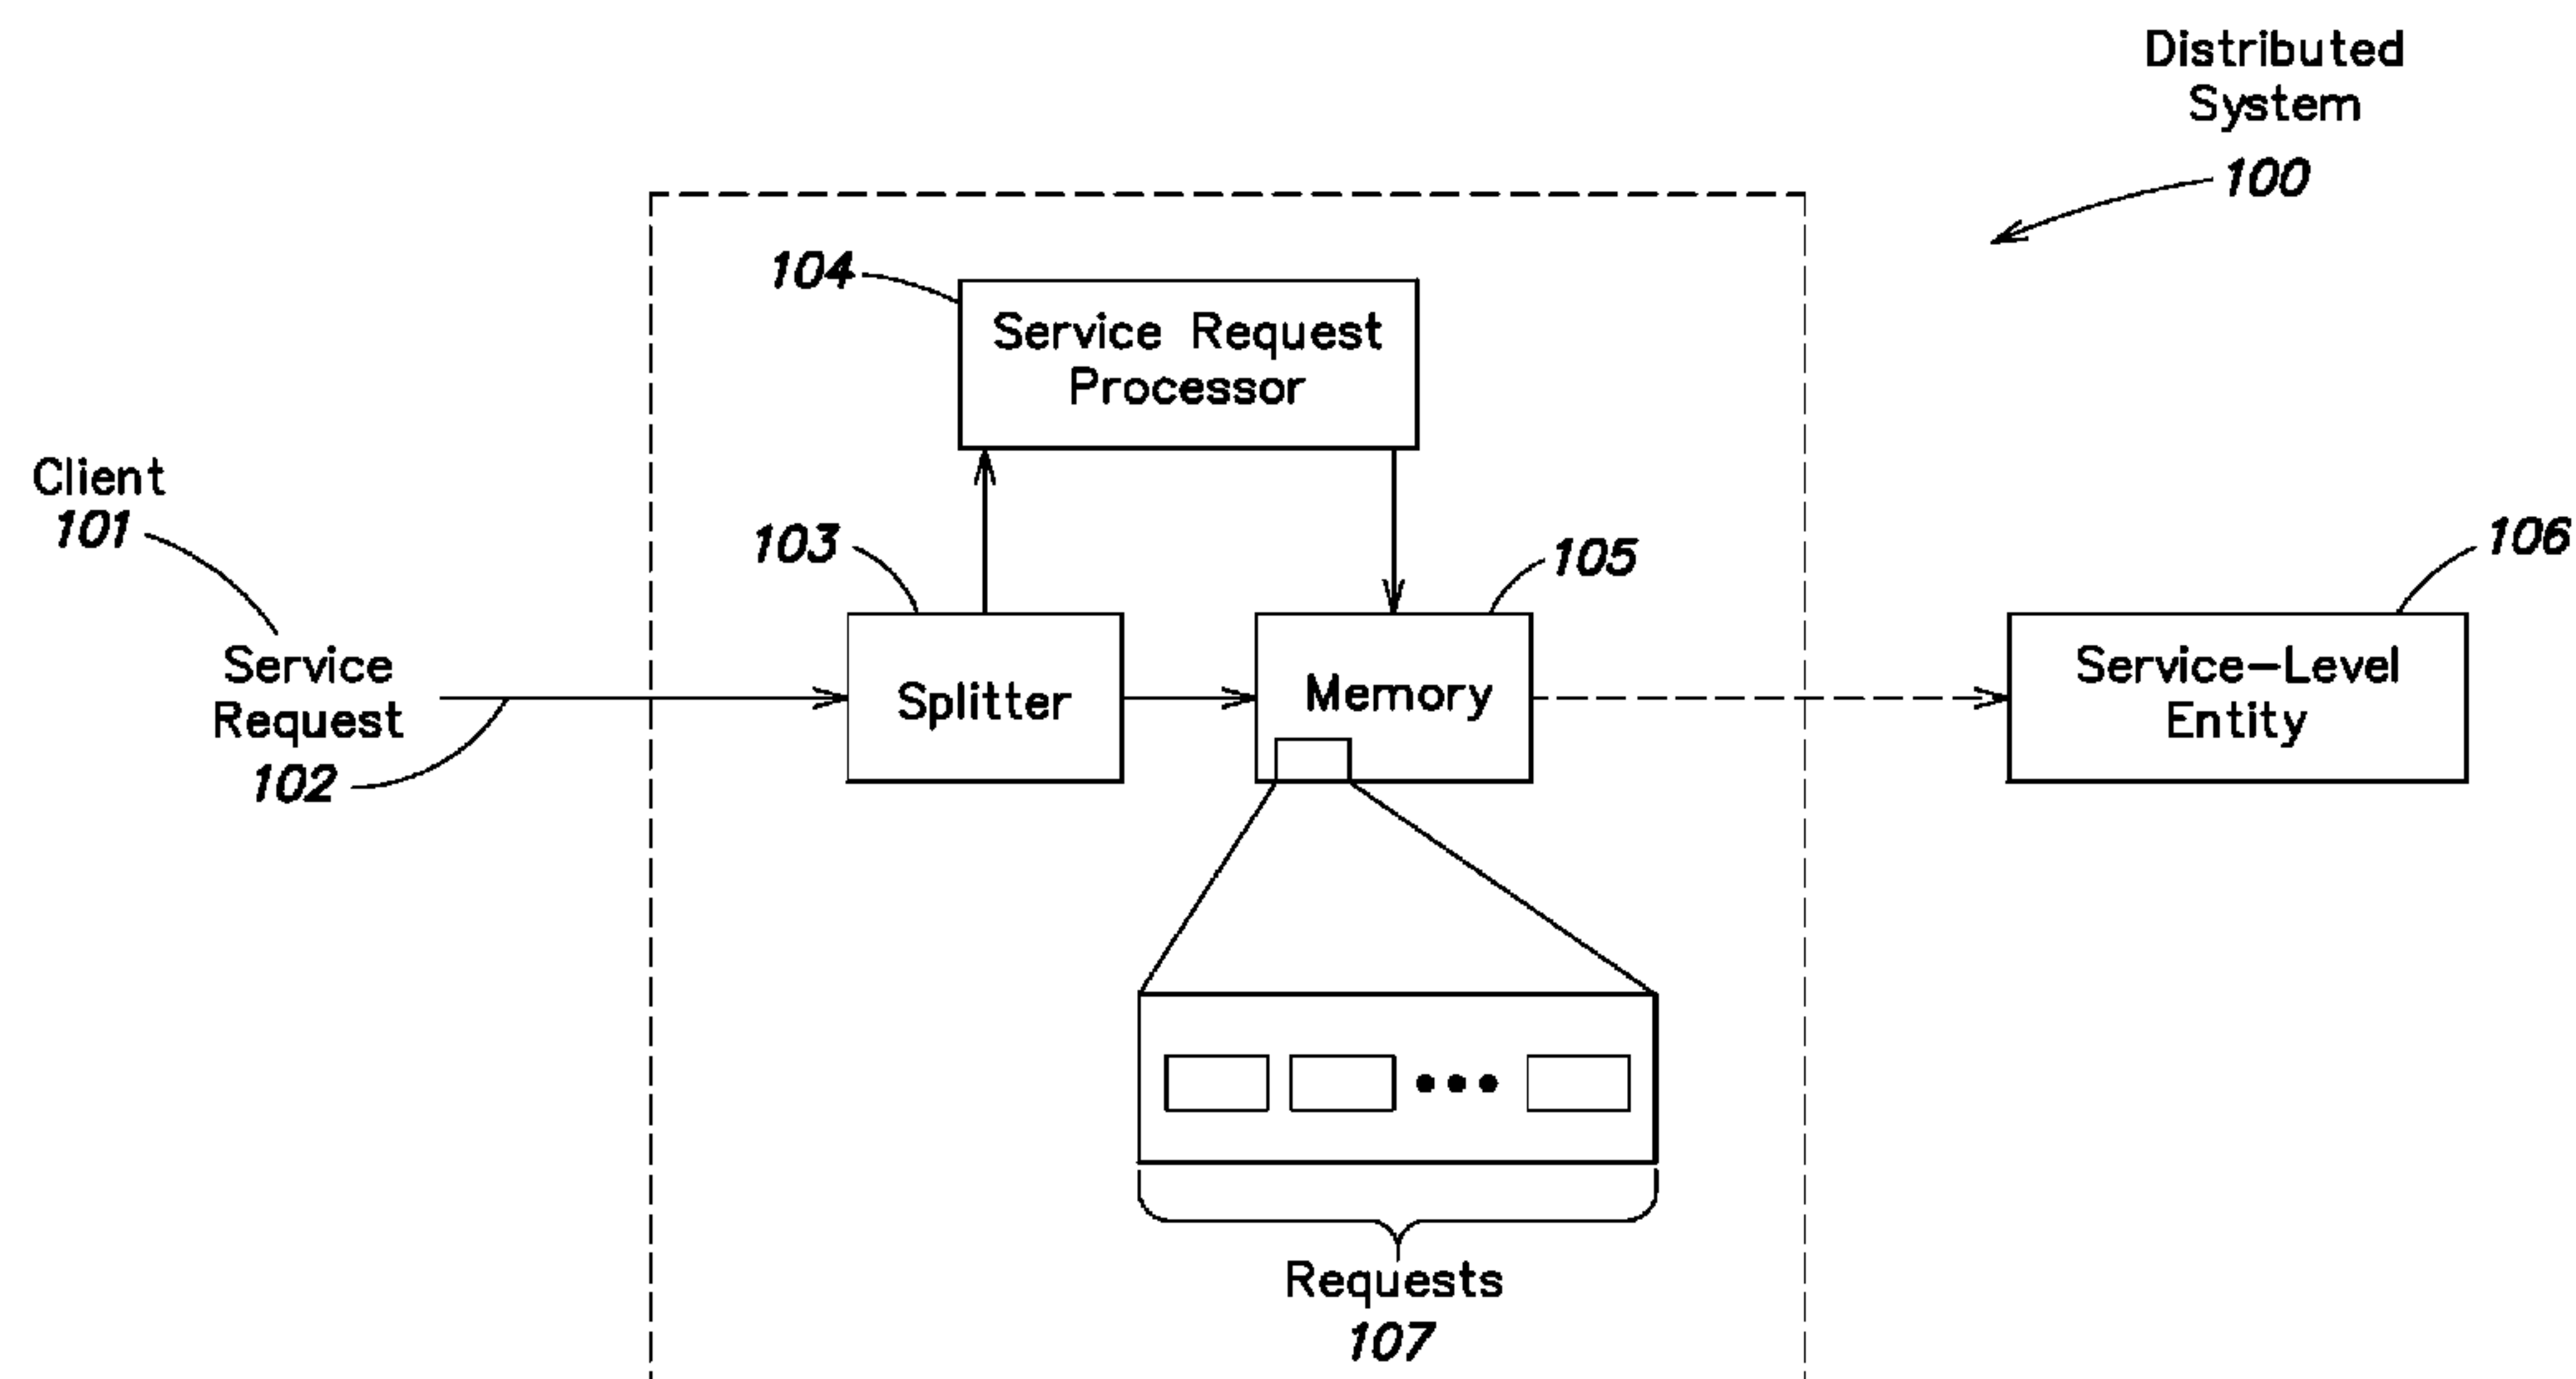 Distributed
System
100
104
Service Request
Processor
Client
101
103
105
106
Service
Request
102
Splitter
Memory
Service-Level
Entity
Requests
107